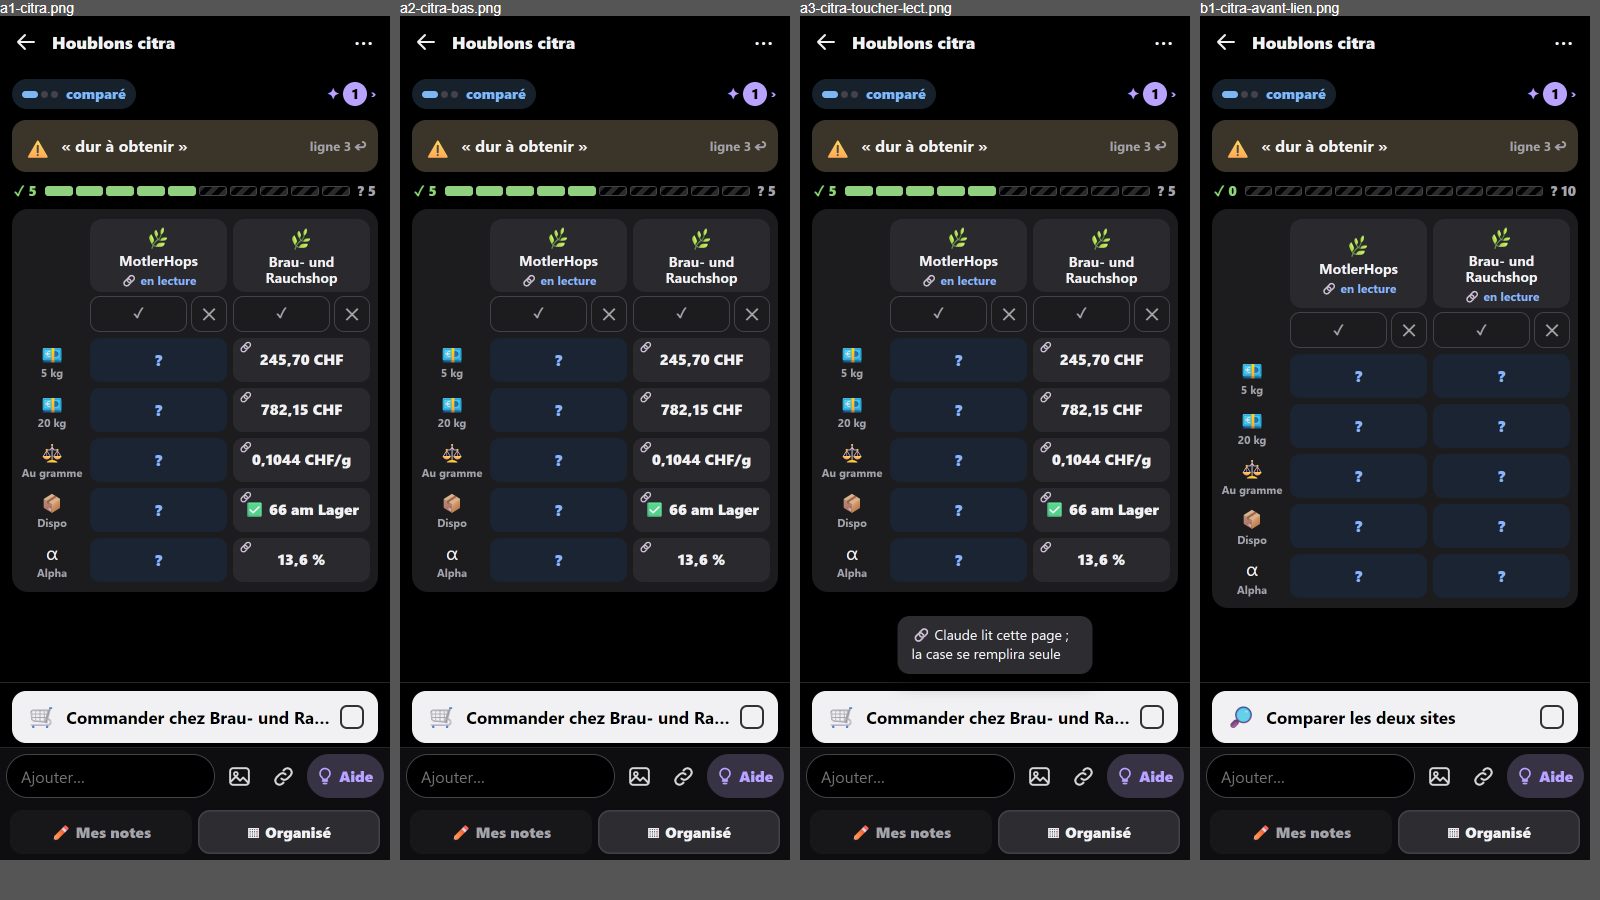 a1-citra.png
Houblons citra
comparé
1
« dur à obtenir »
ligne 3
✓ 5
? 5
MotlerHops
en lecture
Brau- und
Rauchshop
5 kg
?
245,70 CHF
20 kg
?
782,15 CHF
Au gramme
?
0,1044 CHF/g
Dispo
?
66 am Lager
α
Alpha
?
13,6 %
Commander chez Brau- und Ra...
Ajouter...
Aide
Mes notes
Organisé
a2-citra-bas.png
Houblons citra
comparé
1
« dur à obtenir »
ligne 3
✓ 5
? 5
MotlerHops
en lecture
Brau- und
Rauchshop
5 kg
?
245,70 CHF
20 kg
?
782,15 CHF
Au gramme
?
0,1044 CHF/g
Dispo
?
66 am Lager
α
Alpha
?
13,6 %
Commander chez Brau- und Ra...
Ajouter...
Aide
Mes notes
Organisé
a3-citra-toucher-lect.png
Houblons citra
comparé
1
« dur à obtenir »
ligne 3
✓ 5
? 5
MotlerHops
en lecture
Brau- und
Rauchshop
5 kg
?
245,70 CHF
20 kg
?
782,15 CHF
Au gramme
?
0,1044 CHF/g
Dispo
?
66 am Lager
α
Alpha
?
13,6 %
Claude lit cette page ;
la case se remplira seule
Commander chez Brau- und Ra...
Ajouter...
Aide
Mes notes
Organisé
b1-citra-avant-lien.png
Houblons citra
comparé
1
« dur à obtenir »
ligne 3
✓ 0
? 10
MotlerHops
en lecture
Brau- und
Rauchshop
en lecture
5 kg
?
?
20 kg
?
?
Au gramme
?
?
Dispo
?
?
α
Alpha
?
?
Comparer les deux sites
Ajouter...
Aide
Mes notes
Organisé